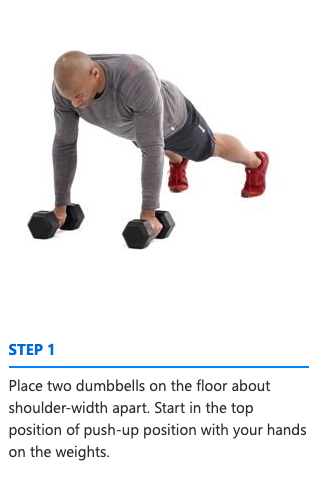 STEP 1
Place two dumbbells on the floor about
shoulder-width apart. Start in the top
position of push-up position with your hands
on the weights.